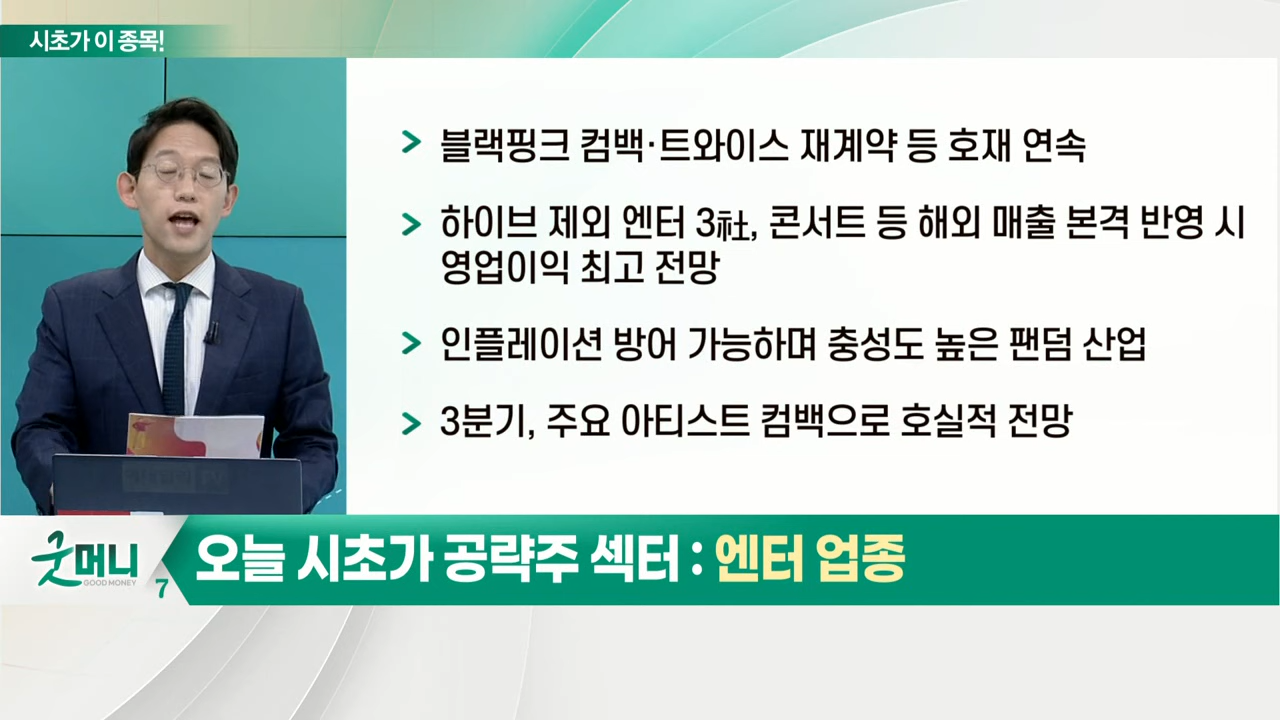 시초가 이 종목!
블랙핑크 컴백·트와이스 재계약 등 호재 연속
하이브 제외 엔터 3社, 콘서트 등 해외 매출 본격 반영 시
영업이익 최고 전망
인플레이션 방어 가능하며 충성도 높은 팬덤 산업
3분기, 주요 아티스트 컴백으로 호실적 전망
굿머니
GOOD MONEY
7
오늘 시초가 공략주 섹터 : 엔터 업종